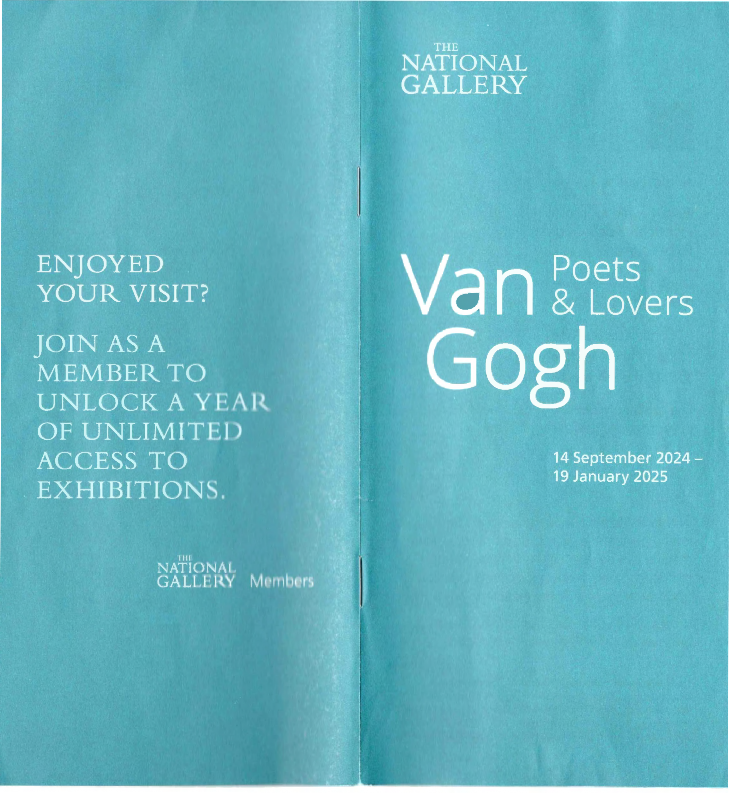 ENJOYED
YOUR VISIT?
JOIN AS A
MEMBER TO
UNLOCK A YEAR
OF UNLIMITED
ACCESS TO
EXHIBITIONS.
THE
NATIONAL
GALLERY Members
THE
NATIONAL
GALLERY
Van Poets
& Lovers
Gogh
14 September 2024 –
19 January 2025